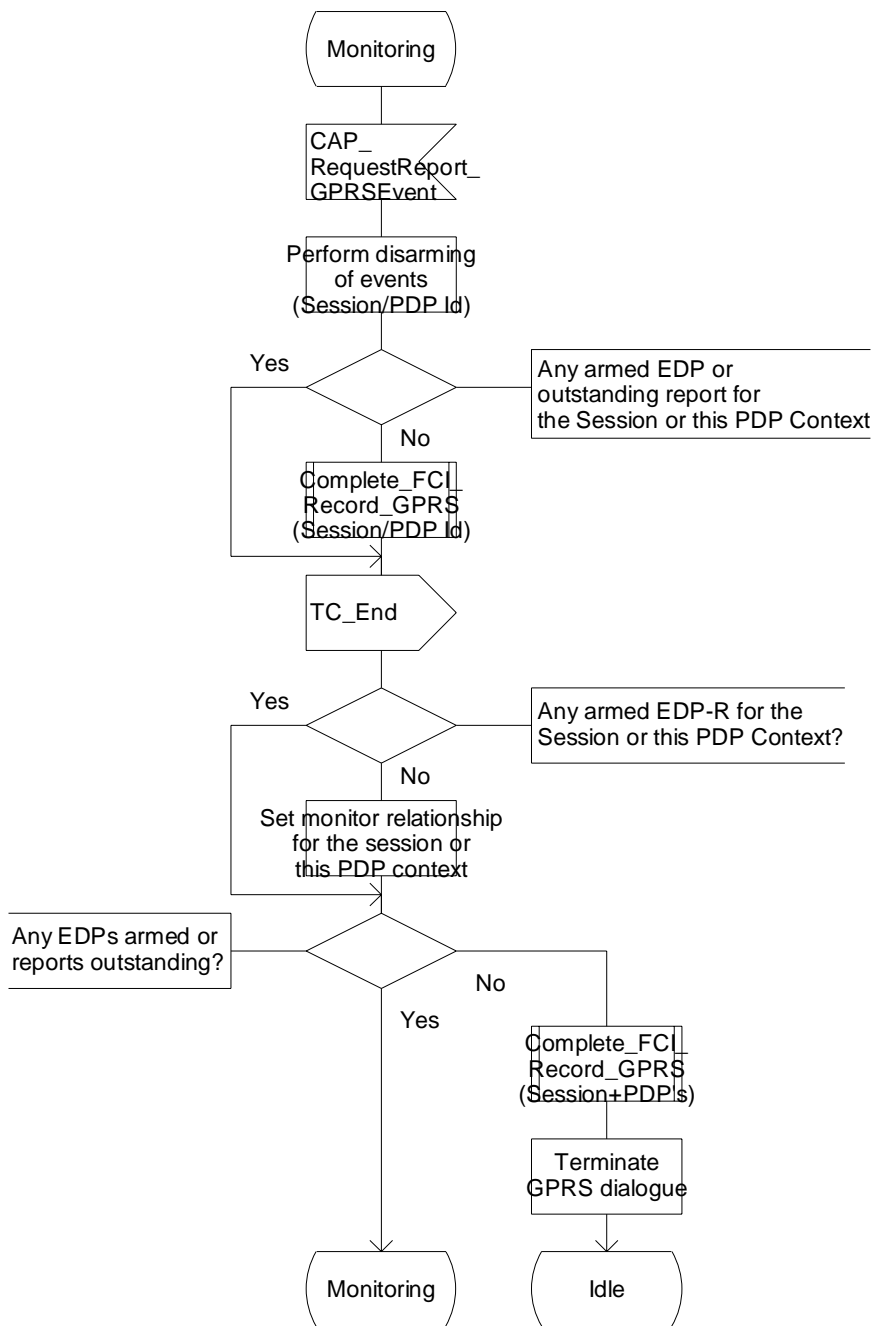 Monitoring
CAP_
RequestReport_
GPRSEvent
Perform disarming
of events
(Session/PDP Id)
Yes
Any armed EDP or
outstanding report for
the Session or this PDP Context
No
Complete_FCI_
Record_GPRS
(Session/PDP Id)
TC_End
Yes
Any armed EDP-R for the
Session or this PDP Context?
No
Set monitor relationship
for the session or
this PDP context
Any EDPs armed or
reports outstanding?
No
Yes
Complete_FCI_
Record_GPRS
(Session+PDP's)
Terminate
GPRS dialogue
Monitoring
Idle